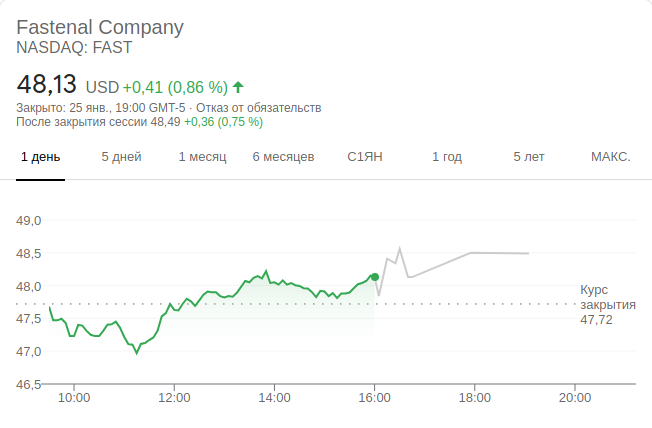 Fastenal Company
NASDAQ: FAST
48,13 USD +0,41 (0,86 %)
Закрыто: 25 янв., 19:00 GMT-5 · Отказ от обязательств
После закрытия сессии 48,49 +0,36 (0,75 %)
1 день 5 дней 1 месяц 6 месяцев С1ЯН 1 год 5 лет МАКС.
49,0
48,5
48,0
Курс
закрытия
47,72
47,5
47,0
46,5
10:00 12:00 14:00 16:00 18:00 20:00